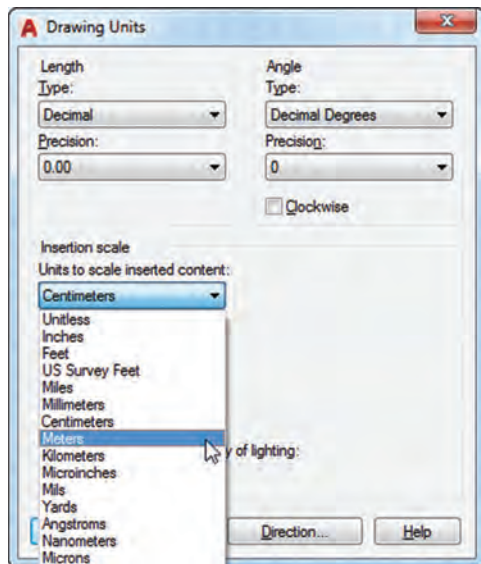 Drawing Units
Length
Type:
Decimal
Precision:
0.00
Angle
Type:
Decimal Degrees
Precision:
0
Clockwise
Insertion scale
Units to scale inserted content:
Centimeters
Unitless
Inches
Feet
US Survey Feet
Miles
Millimeters
Centimeters
Meters
Kilometers
Microinches
Mils
Yards
Angstroms
Nanometers
Microns
y of lighting:
Direction...
Help